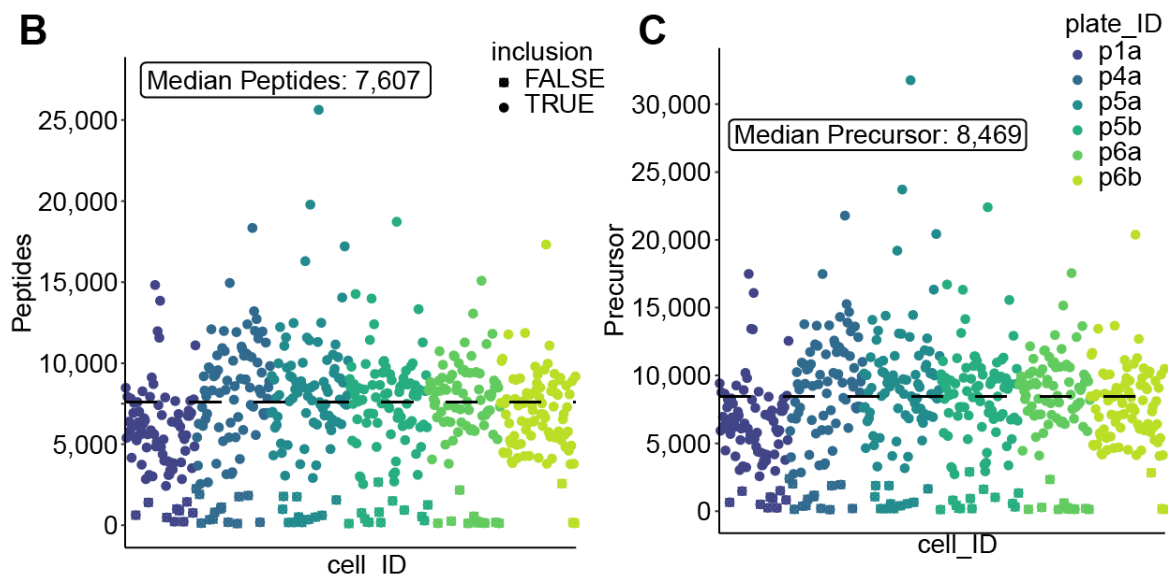 B
Median Peptides: 7,607
inclusion
FALSE
TRUE
Peptides
25,000
20,000
15,000
10,000
5,000
0
cell_ID
C
plate_ID
p1a
p4a
p5a
p5b
p6a
p6b
Median Precursor: 8,469
Precursor
30,000
25,000
20,000
15,000
10,000
5,000
0
cell_ID